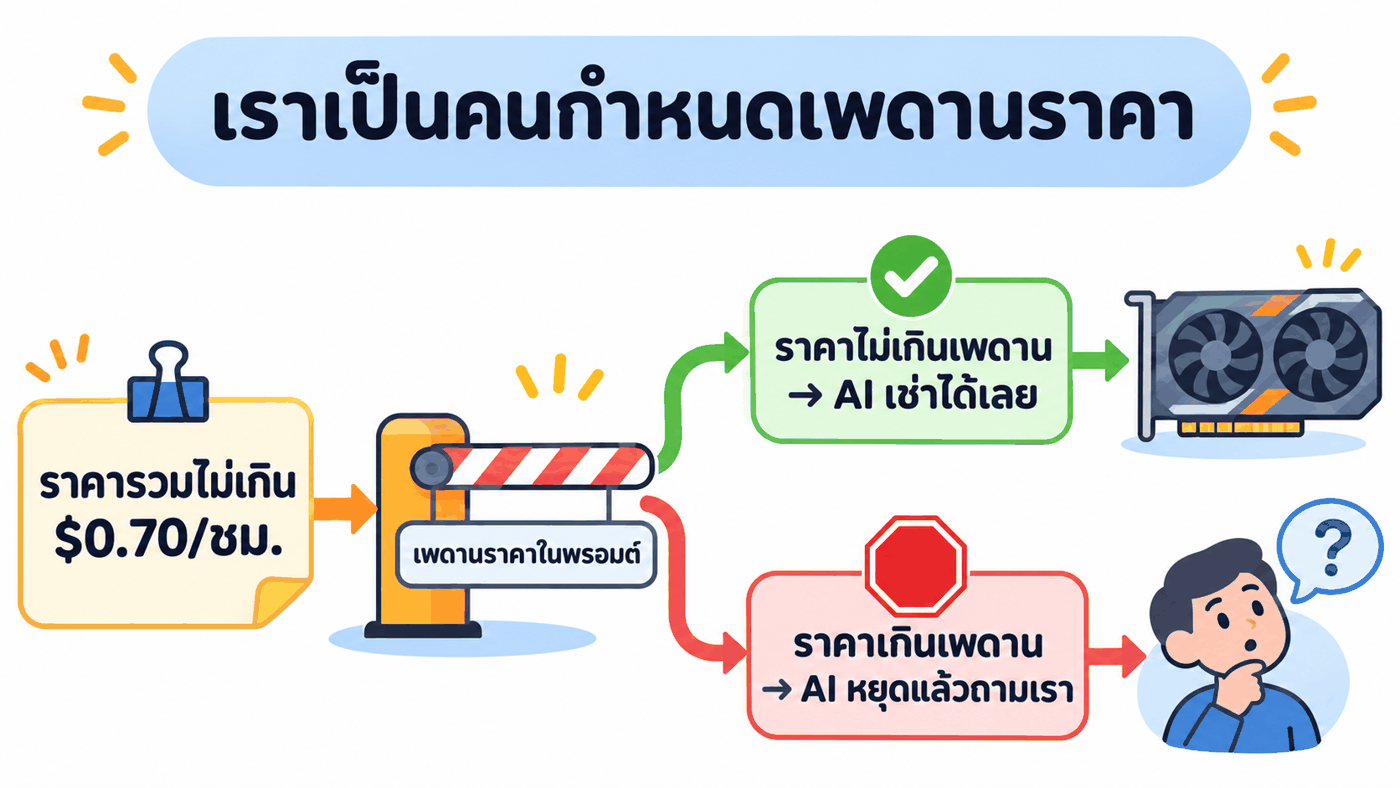 เราเป็นคนกำหนดเพดานราคา
ราคารวมไม่เกิน
$0.70/ชม.
เพดานราคาในพรอมต์
ราคาไม่เกินเพดาน
→ AI เช่าได้เลย
ราคาเกินเพดาน
→ AI หยุดแล้วถามเรา
?